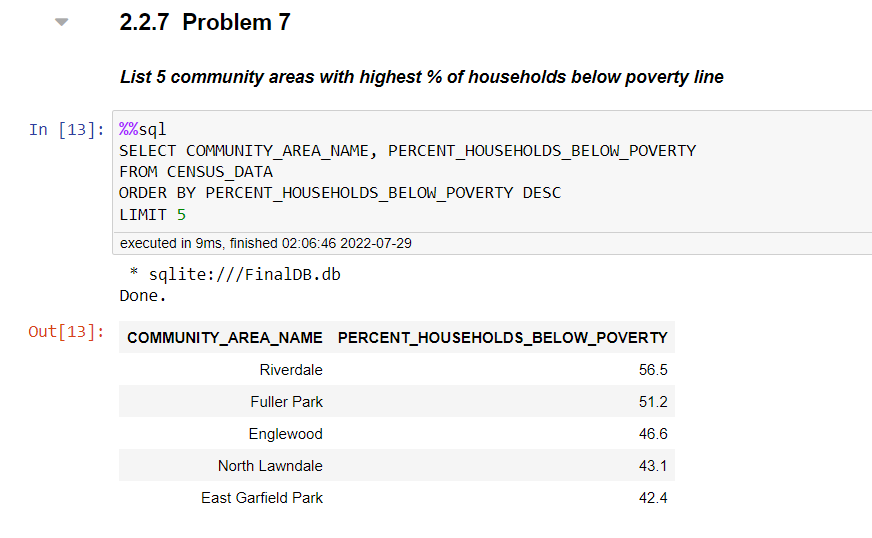 2.2.7 Problem 7
List 5 community areas with highest % of households below poverty line
In [13]: %%sql
SELECT COMMUNITY_AREA_NAME, PERCENT_HOUSEHOLDS_BELOW_POVERTY
FROM CENSUS_DATA
ORDER BY PERCENT_HOUSEHOLDS_BELOW_POVERTY DESC
LIMIT 5
executed in 9ms, finished 02:06:46 2022-07-29
* sqlite:///FinalDB.db
Done.
Out[13]: COMMUNITY_AREA_NAME PERCENT_HOUSEHOLDS_BELOW_POVERTY
Riverdale 56.5
Fuller Park 51.2
Englewood 46.6
North Lawndale 43.1
East Garfield Park 42.4